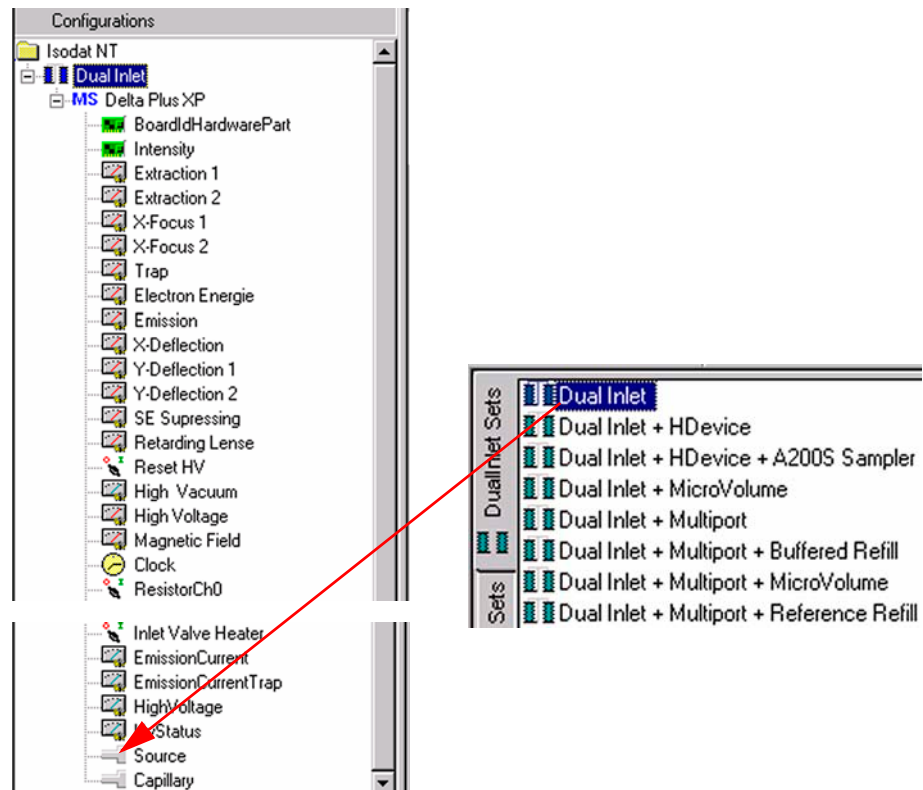 Configurations
Isodat NT
Dual Inlet
MS Delta Plus XP
BoardIdHardwarePart
Intensity
Extraction 1
Extraction 2
X-Focus 1
X-Focus 2
Trap
Electron Energie
Emission
X-Deflection
Y-Deflection 1
Y-Deflection 2
SE Supressing
Retarding Lense
Reset HV
High Vacuum
High Voltage
Magnetic Field
Clock
ResistorCh0
Inlet Valve Heater
EmissionCurrent
EmissionCurrentTrap
HighVoltage
Source
Capillary
DualInlet Sets
Sets
Dual Inlet
Dual Inlet + HDevice
Dual Inlet + HDevice + A200S Sampler
Dual Inlet + MicroVolume
Dual Inlet + Multiport
Dual Inlet + Multiport + Buffered Refill
Dual Inlet + Multiport + MicroVolume
Dual Inlet + Multiport + Reference Refill